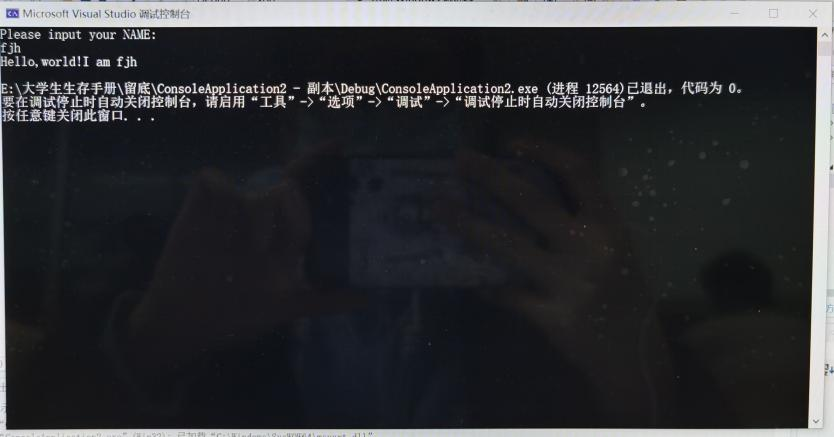 Microsoft Visual Studio 调试控制台
Please input your NAME:
fjh
Hello,world!I am fjh
E:\大学生生存手册\留底\ConsoleApplication2 - 副本\Debug\ConsoleApplication2.exe (进程 12564)已退出，代码为 0。
要在调试停止时自动关闭控制台，请启用“工具”->“选项”->“调试”->“调试停止时自动关闭控制台”。
按任意键关闭此窗口. . .